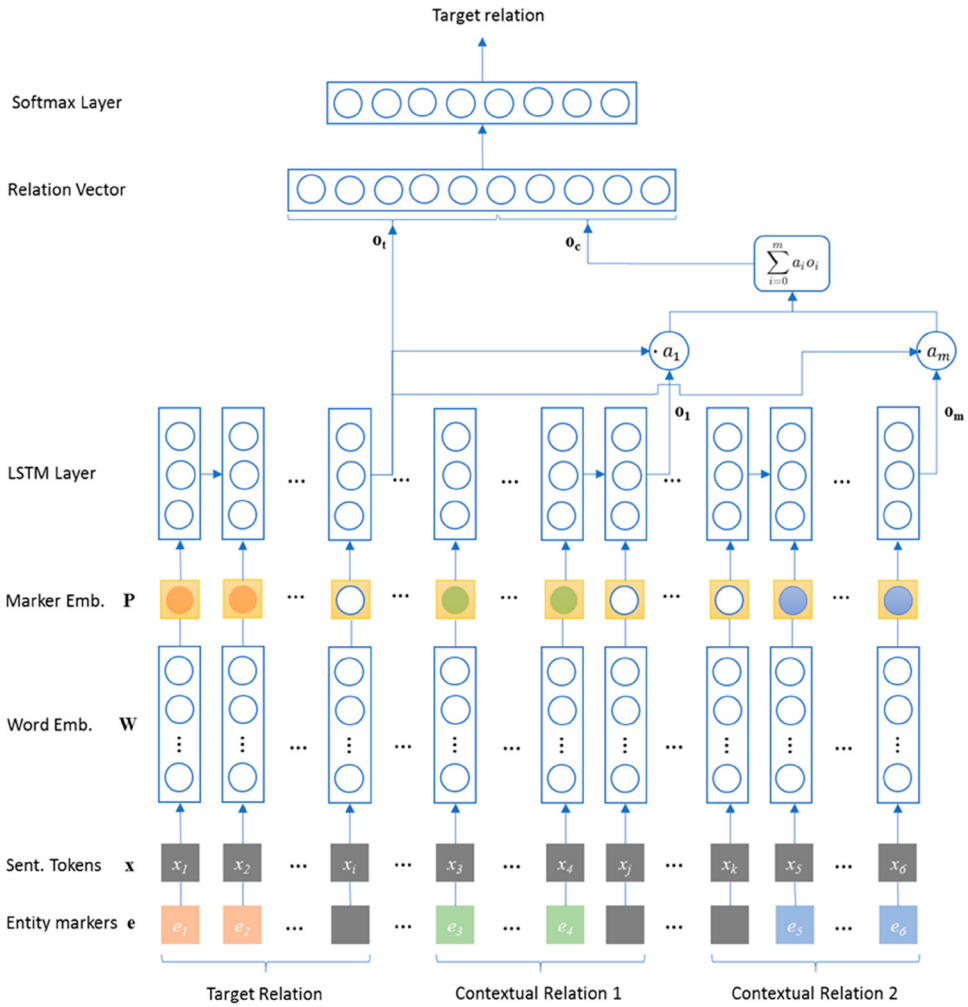 Target relation
Softmax Layer
Relation Vector
o_t o_c
\sum_{i=0}^{m} a_i o_i
· a_1 · a_m
o_1 o_m
LSTM Layer ... ... ... ... ...
Marker Emb. P ... ... ... ... ...
Word Emb. W ... ... ... ... ...
Sent. Tokens x x_1 x_2 ... x_i ... x_3 ... x_4 x_j ... x_k x_5 ... x_6
Entity markers e e_1 e_2 ... ... e_3 ... e_4 ... e_5 ... e_6
Target Relation Contextual Relation 1 Contextual Relation 2